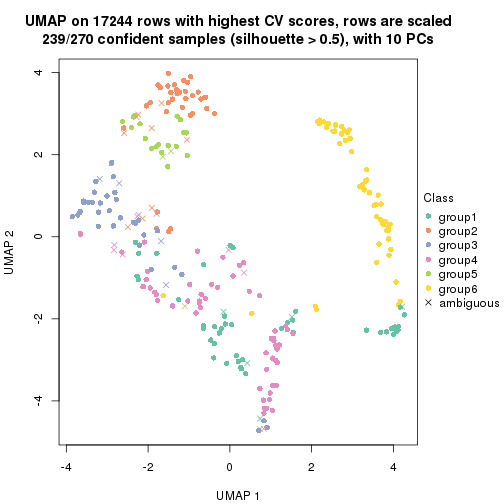 UMAP on 17244 rows with highest CV scores, rows are scaled
239/270 confident samples (silhouette > 0.5), with 10 PCs
4
2
0
-2
-4
UMAP 2
-4
-2
0
2
4
UMAP 1
Class
group1
group2
group3
group4
group5
group6
ambiguous